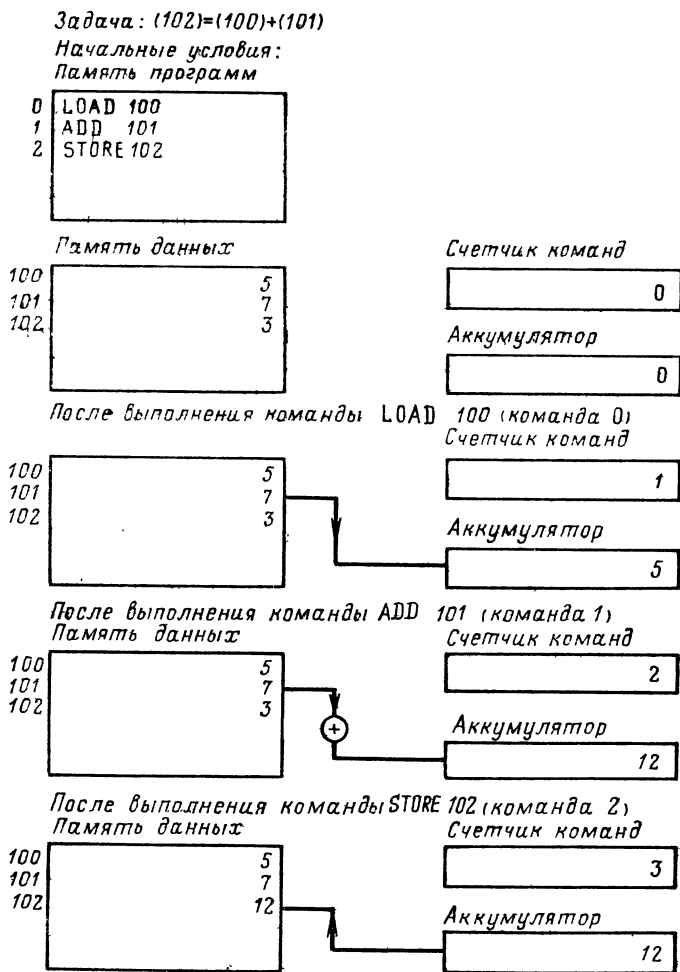 Задача: (102)=(100)+(101)
Начальные условия:
Память программ
0 LOAD 100
1 ADD 101
2 STORE 102
Память данных
Счетчик команд
100 5
101 7
102 3
0
Аккумулятор
0
После выполнения команды LOAD 100 (команда 0)
Счетчик команд
100 5
101 7
102 3
1
Аккумулятор
5
После выполнения команды ADD 101 (команда 1)
Память данных
Счетчик команд
100 5
101 7
102 3
2
+
Аккумулятор
12
После выполнения команды STORE 102 (команда 2)
Память данных
Счетчик команд
100 5
101 7
102 12
3
Аккумулятор
12